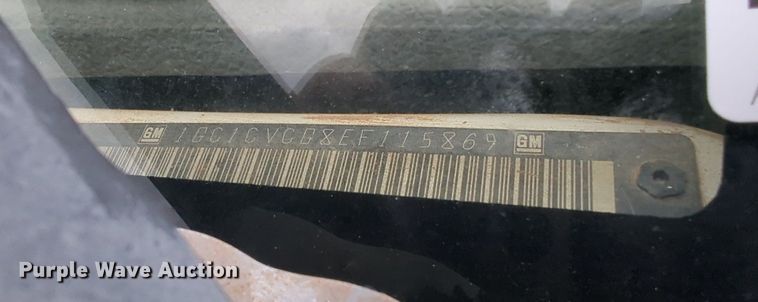 GM 1GC1CVCG8EF115869 GM
Purple Wave Auction